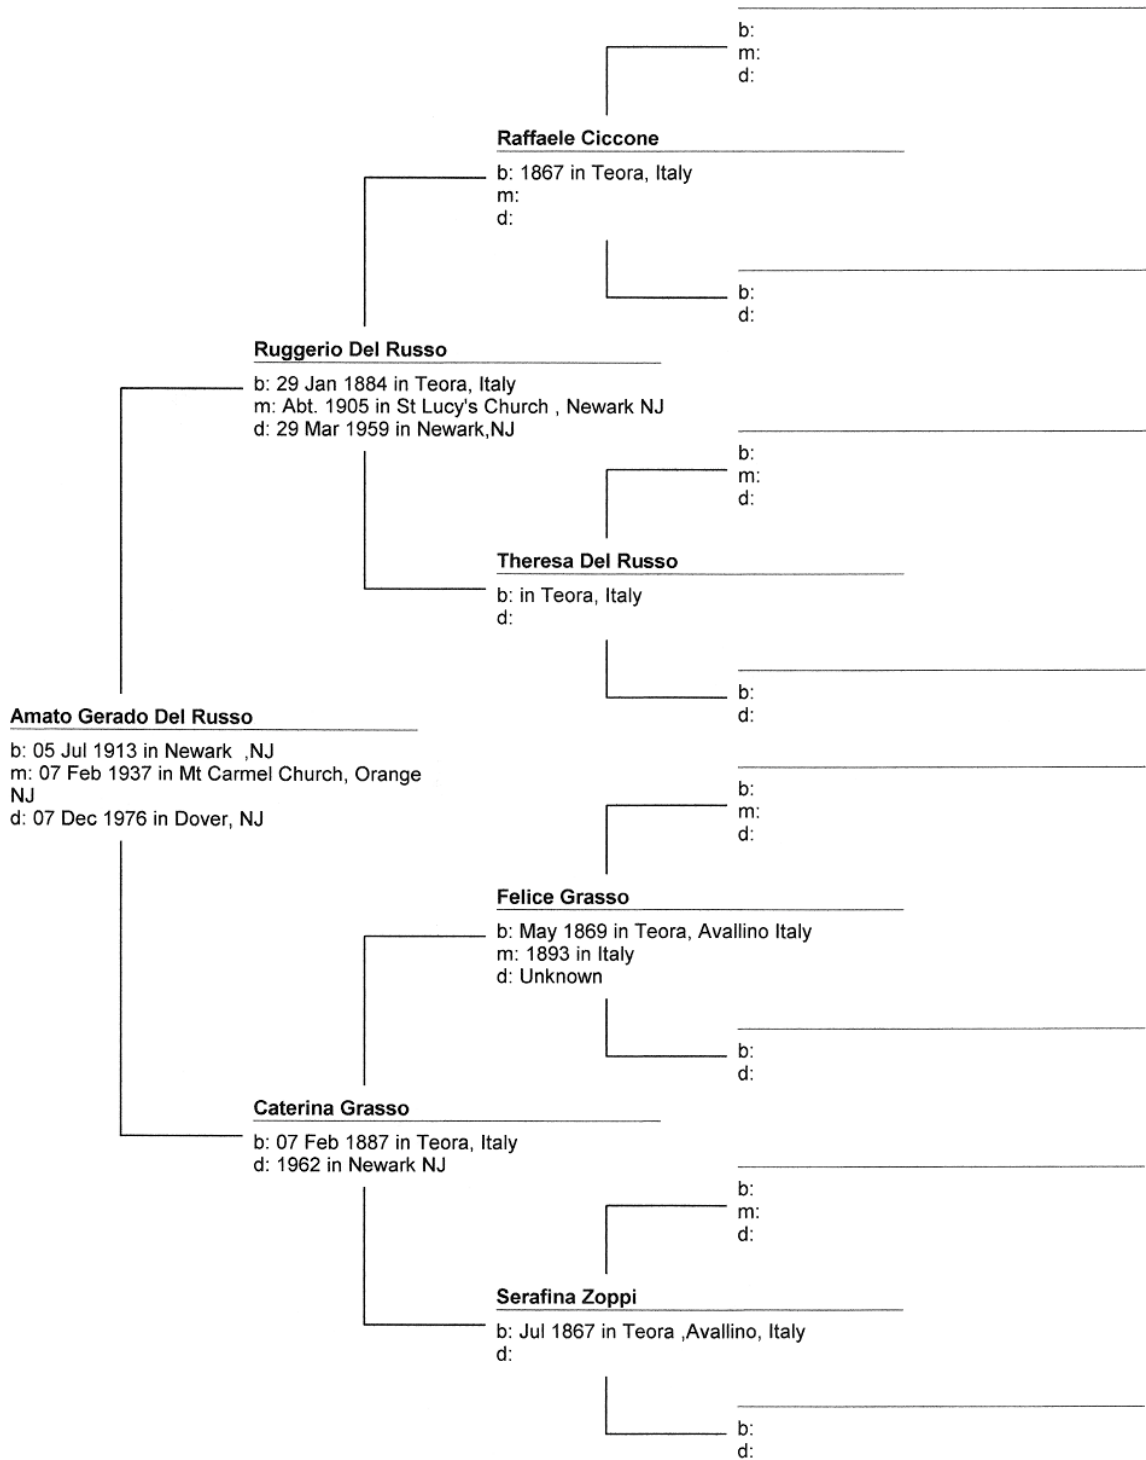 b:
m:
d:
Raffaele Ciccone
b: 1867 in Teora, Italy
m:
d:
b:
d:
Ruggerio Del Russo
b: 29 Jan 1884 in Teora, Italy
m: Abt. 1905 in St Lucy's Church , Newark NJ
d: 29 Mar 1959 in Newark,NJ
b:
m:
d:
Theresa Del Russo
b: in Teora, Italy
d:
b:
d:
Amato Gerado Del Russo
b: 05 Jul 1913 in Newark ,NJ
m: 07 Feb 1937 in Mt Carmel Church, Orange
NJ
d: 07 Dec 1976 in Dover, NJ
b:
m:
d:
Felice Grasso
b: May 1869 in Teora, Avallino Italy
m: 1893 in Italy
d: Unknown
b:
d:
Caterina Grasso
b: 07 Feb 1887 in Teora, Italy
d: 1962 in Newark NJ
b:
m:
d:
Serafina Zoppi
b: Jul 1867 in Teora ,Avallino, Italy
d:
b:
d: